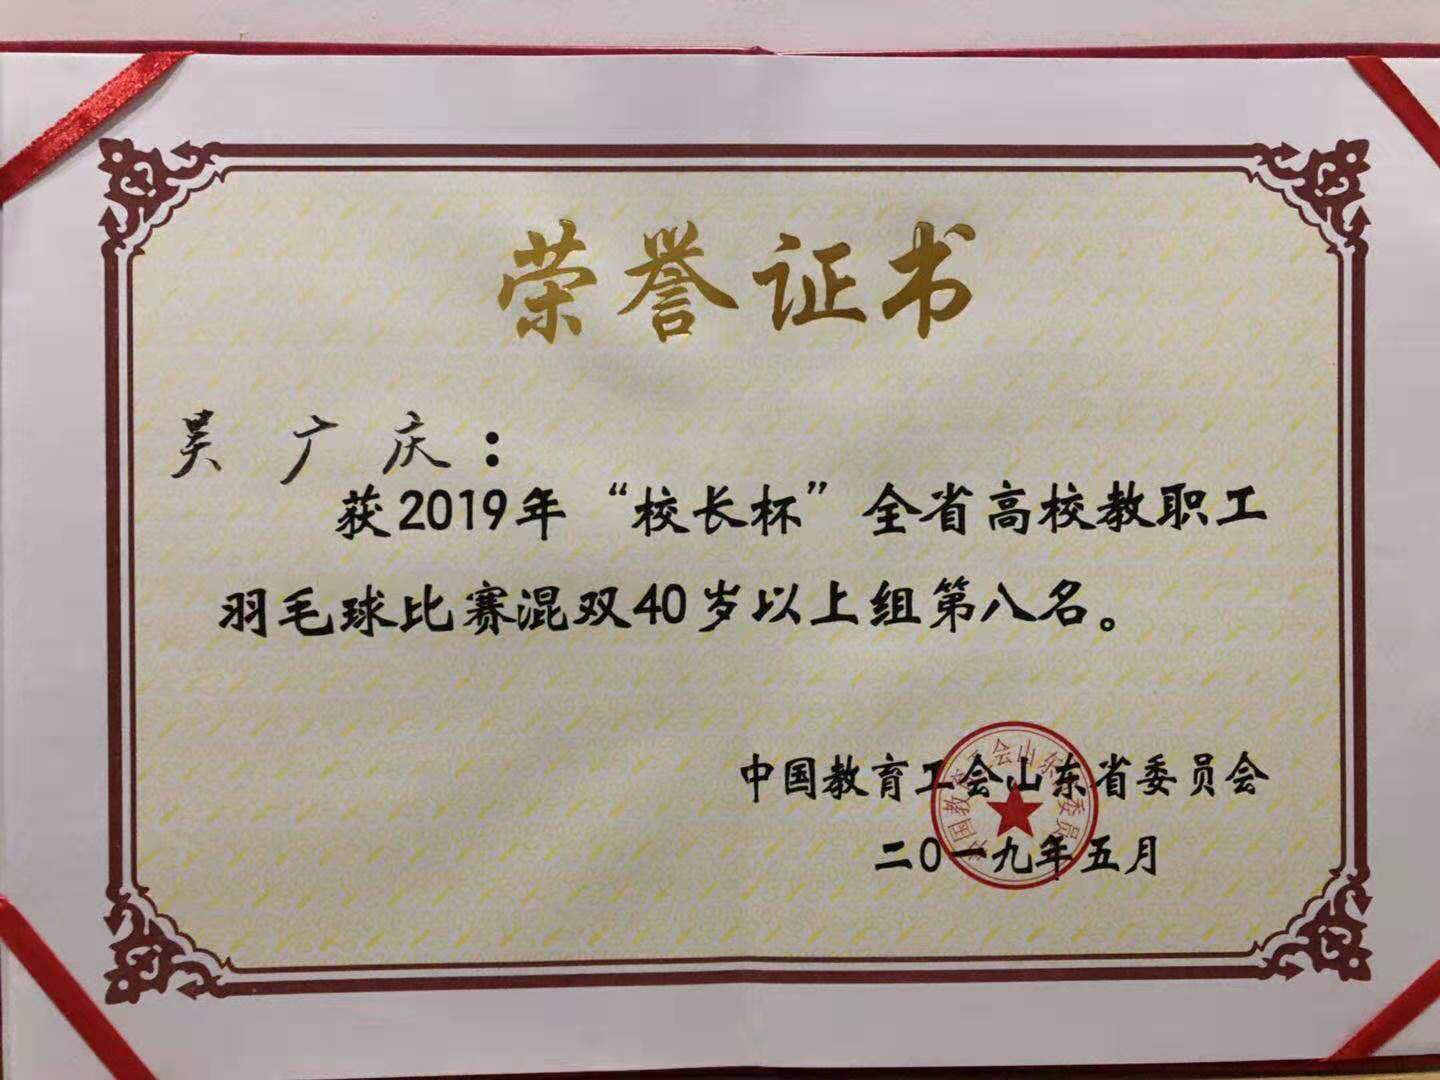 荣誉证书
吴广庆：
获2019年“校长杯”全省高校教职工
羽毛球比赛混双40岁以上组第八名。
中国教育工会山东省委员会
二〇一九年五月